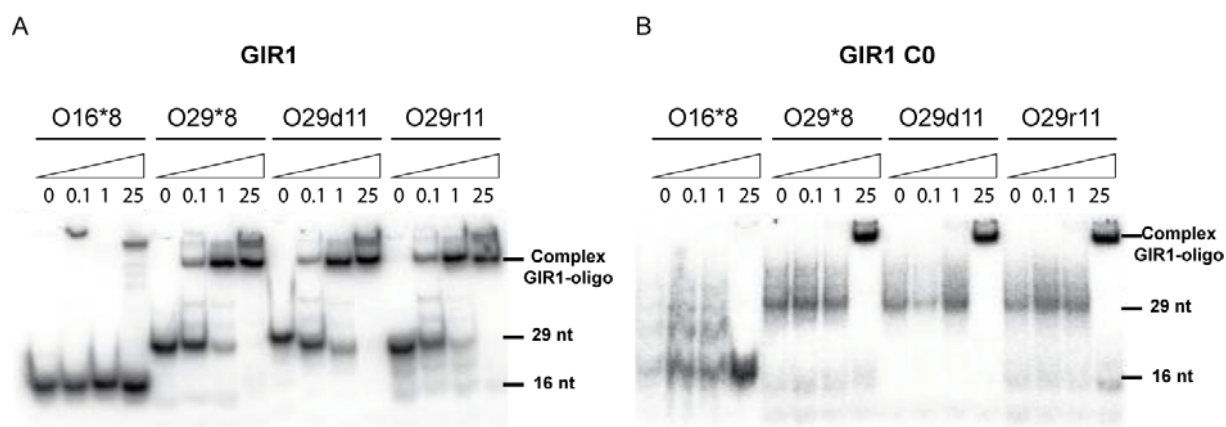 A
GIR1
O16*8 O29*8 O29d11 O29r11
0 0.1 1 25 0 0.1 1 25 0 0.1 1 25 0 0.1 1 25
Complex
GIR1-oligo
29 nt
16 nt
B
GIR1 C0
O16*8 O29*8 O29d11 O29r11
0 0.1 1 25 0 0.1 1 25 0 0.1 1 25 0 0.1 1 25
Complex
GIR1-oligo
29 nt
16 nt